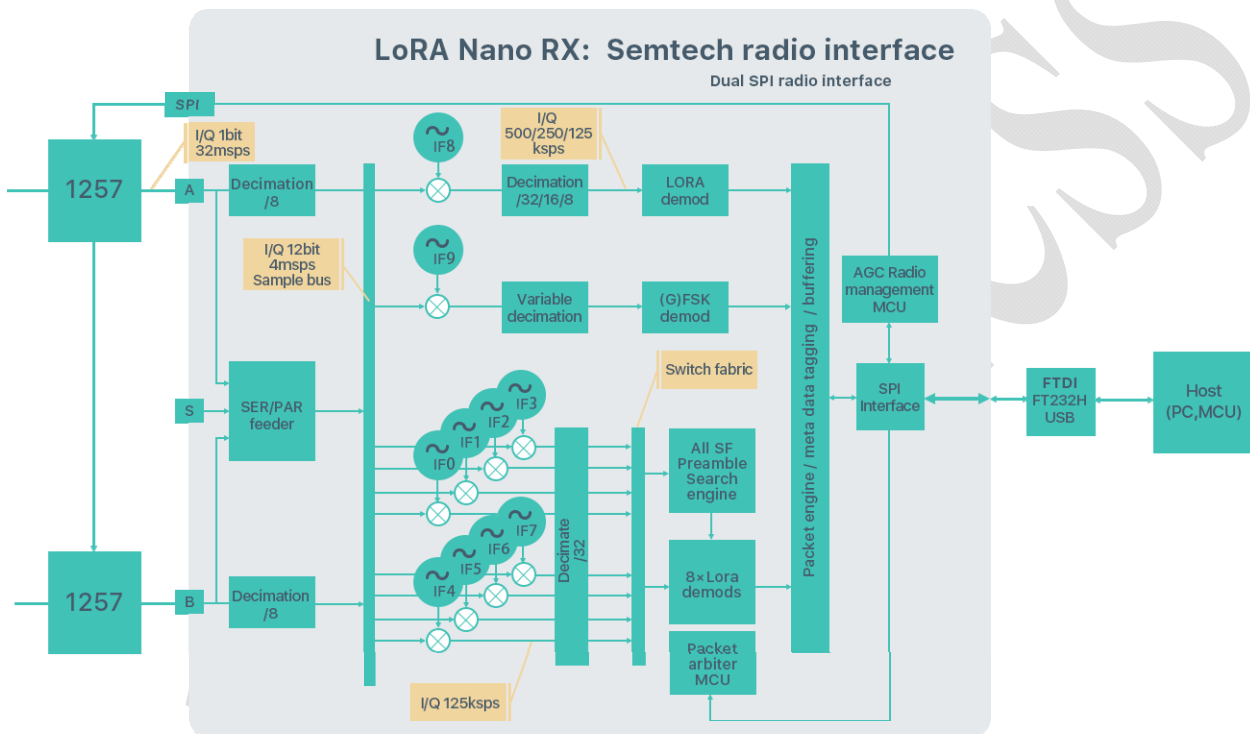 LoRA Nano RX: Semtech radio interface
Dual SPI radio interface
SPI
I/Q 1bit
32msps
1257
A
Decimation
/8
IF8
I/Q
500/250/125
ksps
Decimation
/32/16/8
LORA
demod
I/Q 12bit
4msps
Sample bus
IF9
Variable
decimation
(G)FSK
demod
Packet engine/ meta data tagging / buffering
AGC Radio
management
MCU
S
SER/PAR
feeder
IF3
IF2
IF1
IF0
Switch fabric
SPI
Interface
FTDI
FT232H
USB
Host
(PC,MCU)
All SF
Preamble
Search
engine
Decimate
/32
IF7
IF6
IF5
IF4
8×Lora
demods
1257
B
Decimation
/8
Packet
arbiter
MCU
I/Q 125ksps